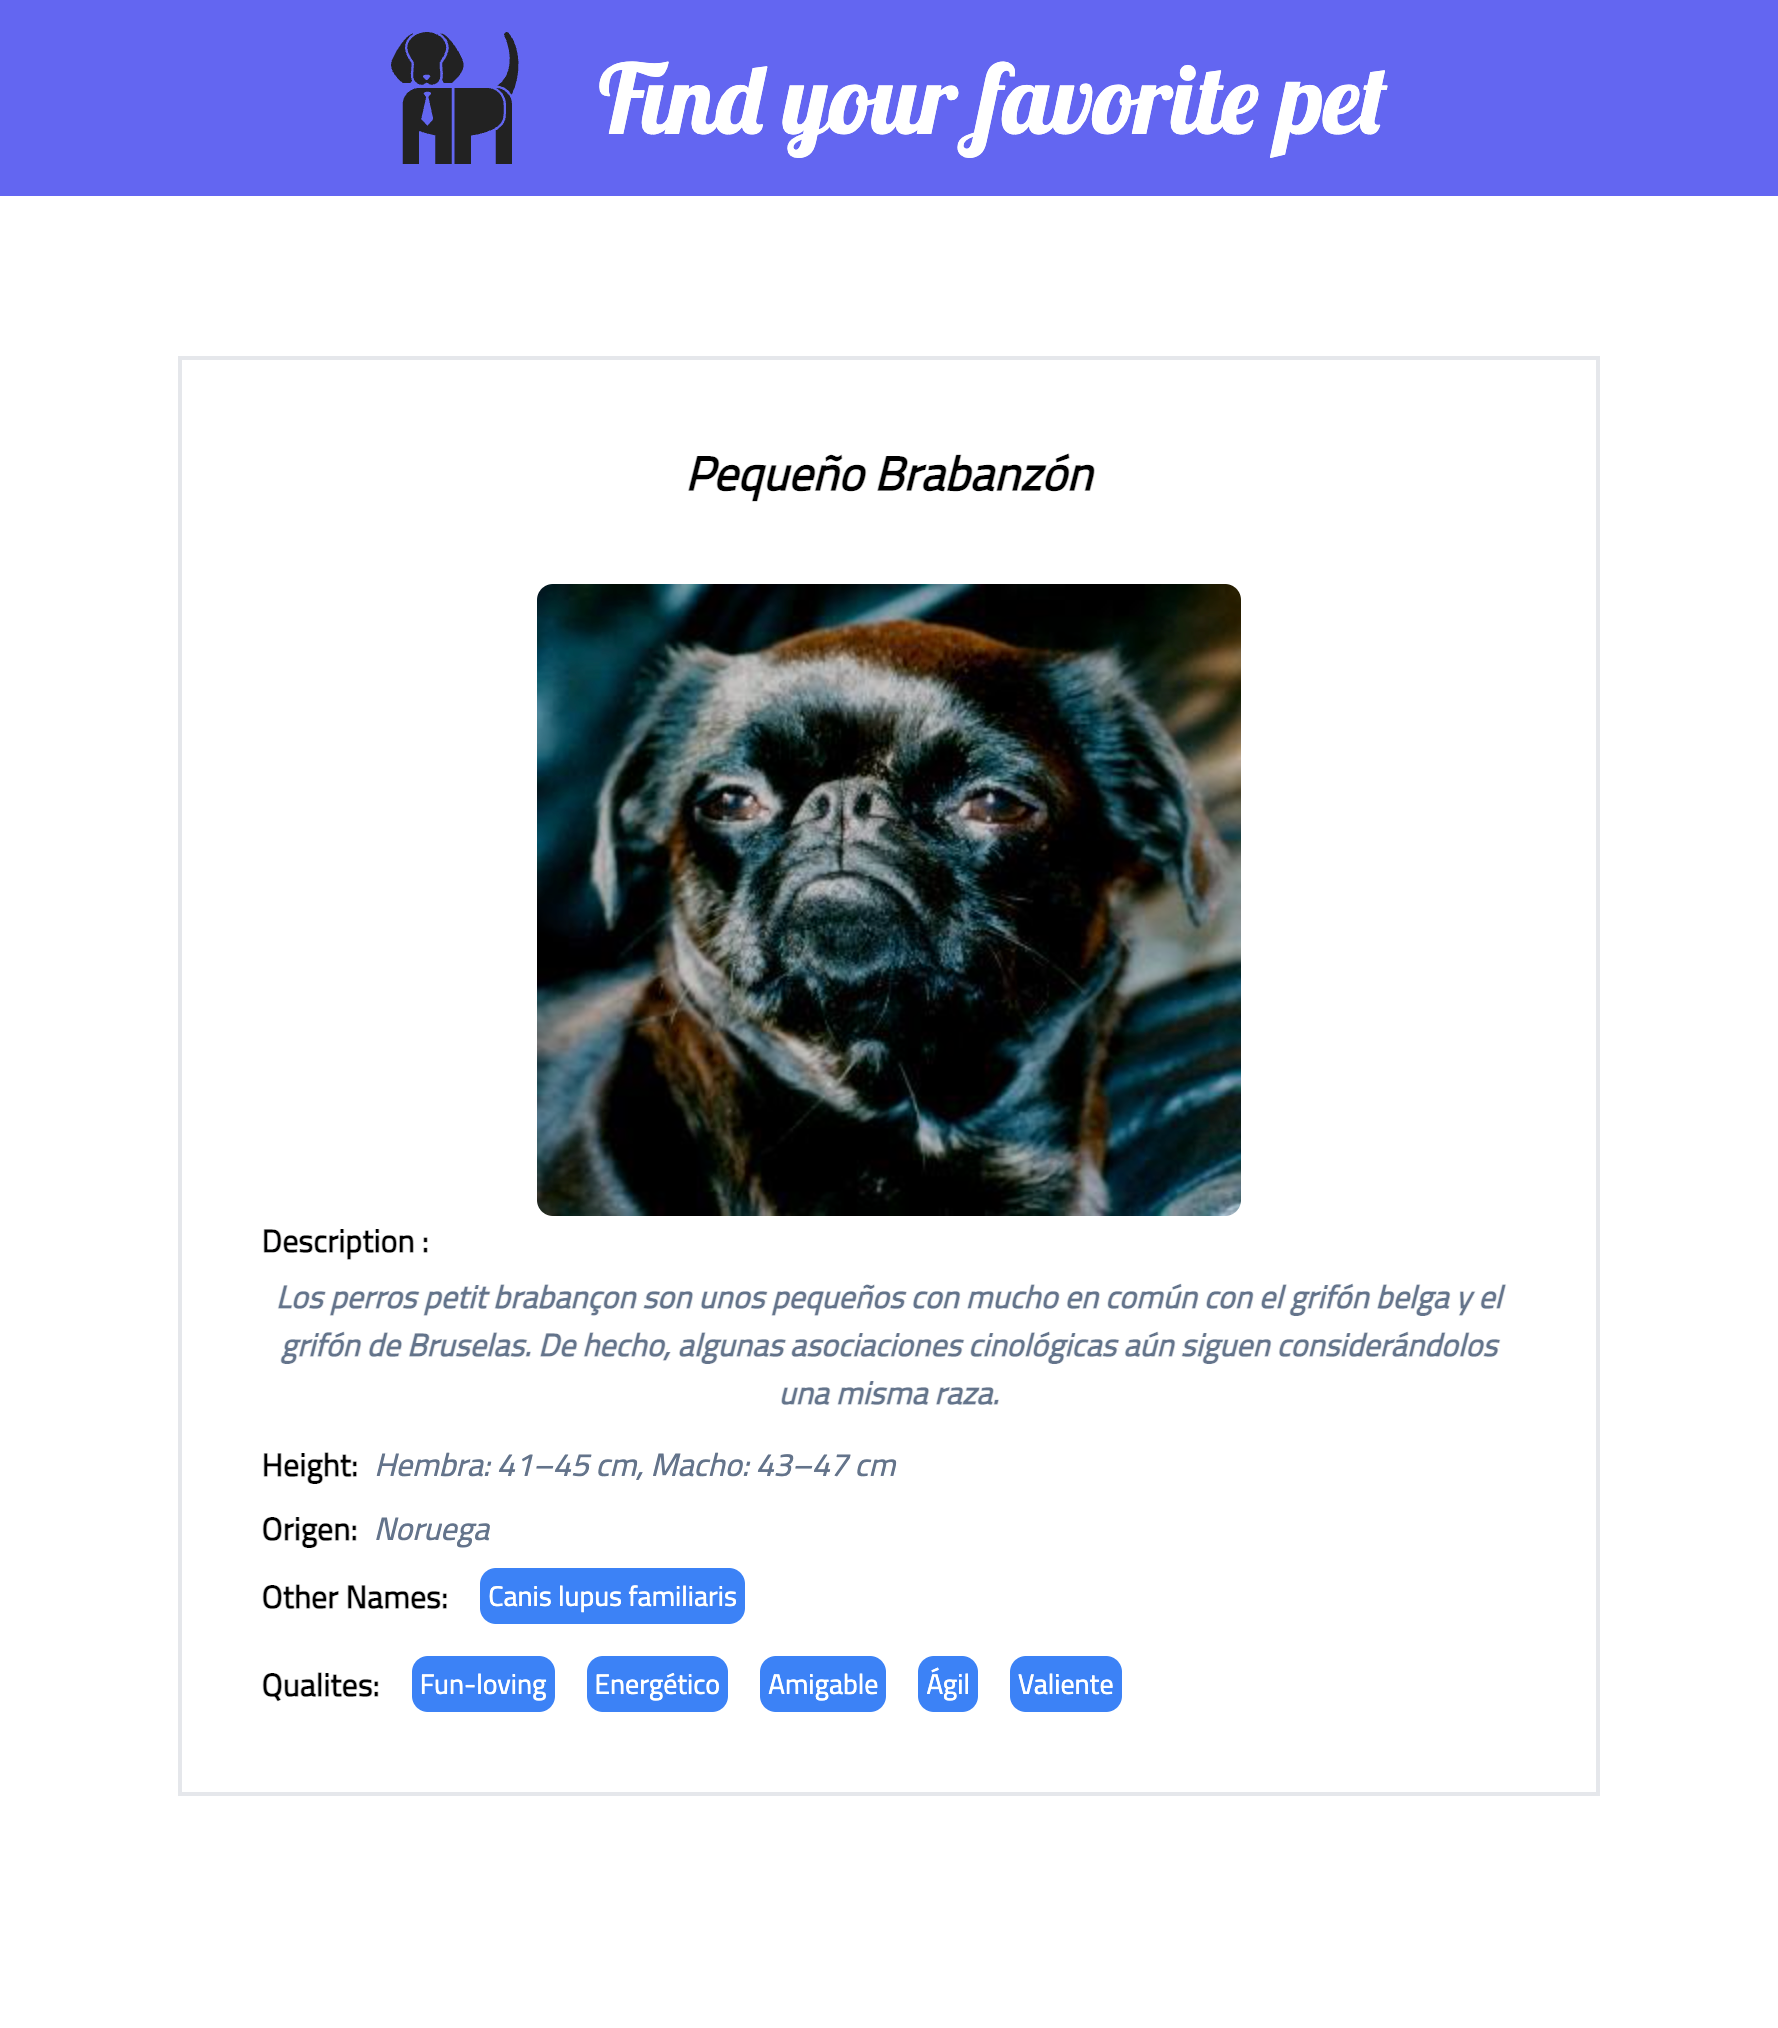 Find your favorite pet
Pequeño Brabanzón
Description :
Los perros petit brabançon son unos pequeños con mucho en común con el grifón belga y el
grifón de Bruselas. De hecho, algunas asociaciones cinológicas aún siguen considerándolos
una misma raza.
Height: Hembra: 41–45 cm, Macho: 43–47 cm
Origen: Noruega
Other Names: Canis lupus familiaris
Qualites: Fun-loving Energético Amigable Ágil Valiente